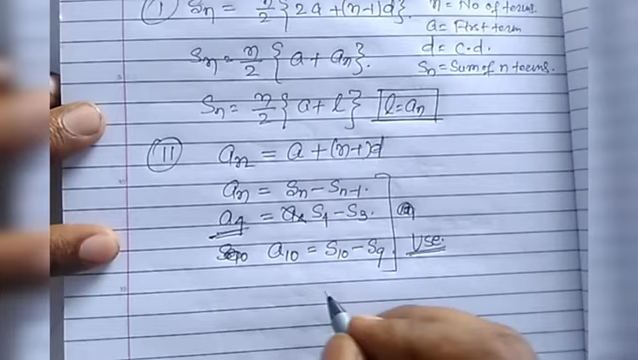 (I) Sn = n/2 {2a + (n-1)d}. n = No of terms.
a = First term
Sn = n/2 {a + an}. d = c.d.
Sn = Sum of n terms.
Sn = n/2 {a + l} l = an
(II) an = a + (n-1)d
an = Sn - Sn-1.
a4 = S4 - S3.
a10 = S10 - S9. Use.